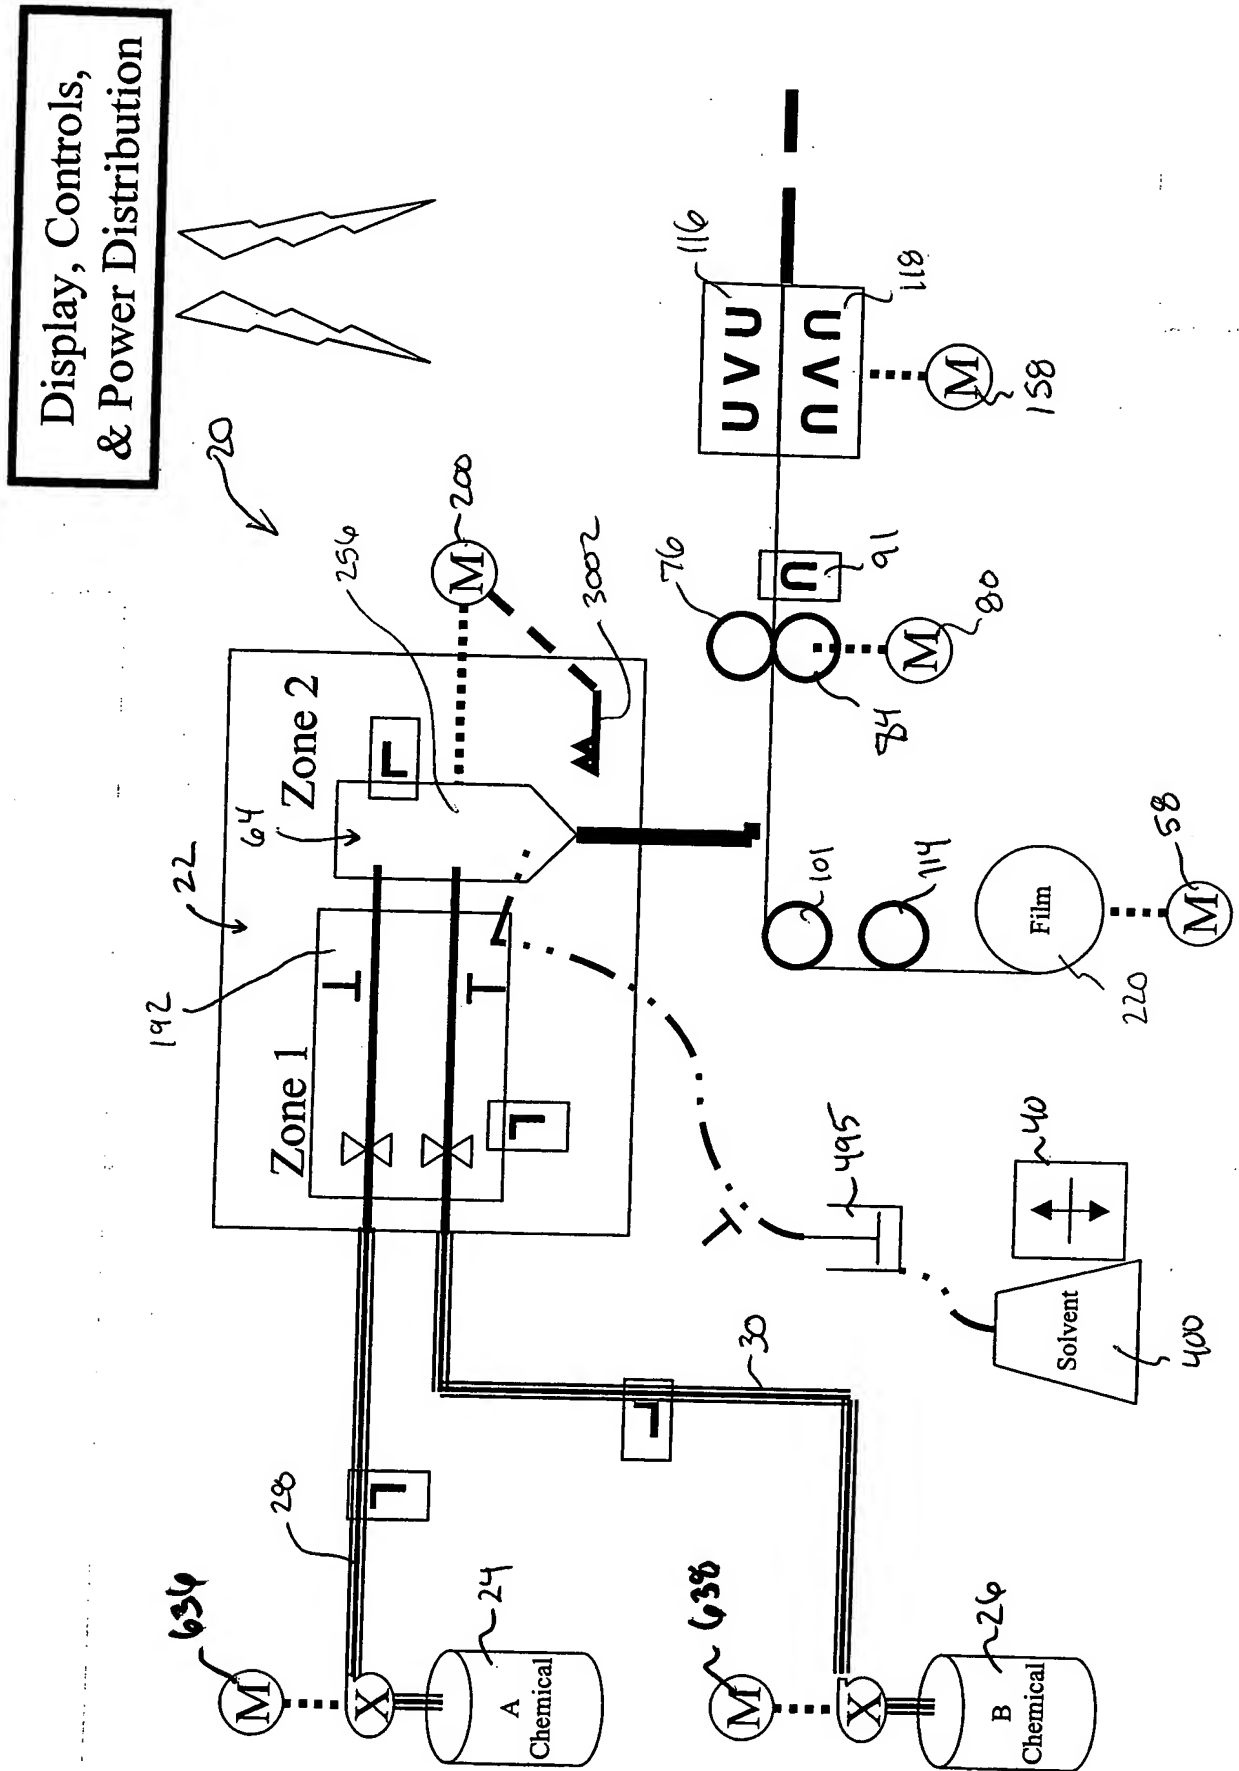 Display, Controls,
& Power Distribution
20
22
64
Zone 2
256
M
200
3002
192
Zone 1
T
T
L
L
76
U
91
84
M
80
116
UVU
UVU
118
M
158
101
114
Film
220
M
58
T
495
40
Solvent
400
28
L
30
L
634
M
X
24
A
Chemical
638
M
X
26
B
Chemical